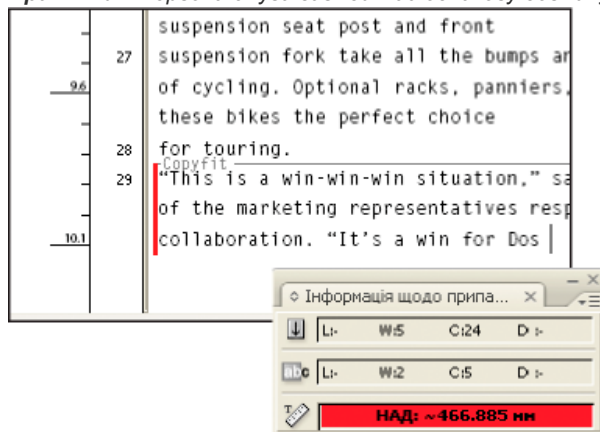 suspension seat post and front
27 suspension fork take all the bumps an
9.6 of cycling. Optional racks, panniers,
these bikes the perfect choice
28 for touring.
Copyfit
29 “This is a win-win-win situation,” sa
of the marketing representatives resp
10.1 collaboration. “It's a win for Dos
Інформація щодо припа...
L:- W:5 C:24 D :-
L:- W:2 C:5 D :-
НАД: ~466.885 мм